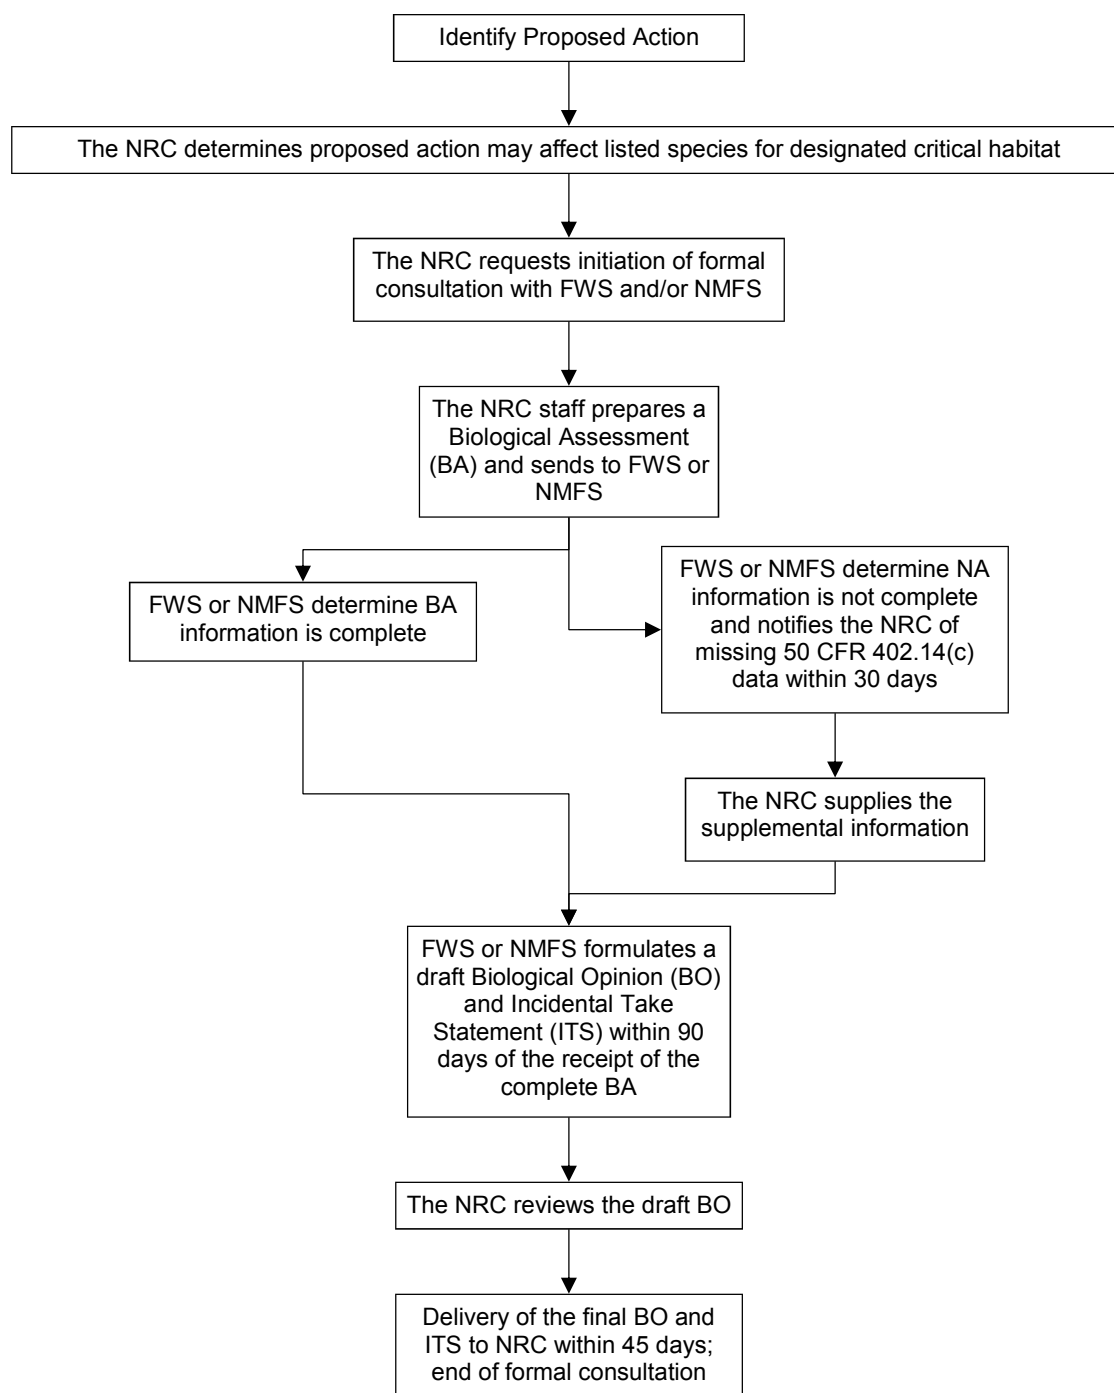 Identify Proposed Action
The NRC determines proposed action may affect listed species for designated critical habitat
The NRC requests initiation of formal
consultation with FWS and/or NMFS
The NRC staff prepares a
Biological Assessment
(BA) and sends to FWS or
NMFS
FWS or NMFS determine BA
information is complete
FWS or NMFS determine NA
information is not complete
and notifies the NRC of
missing 50 CFR 402.14(c)
data within 30 days
The NRC supplies the
supplemental information
FWS or NMFS formulates a
draft Biological Opinion (BO)
and Incidental Take
Statement (ITS) within 90
days of the receipt of the
complete BA
The NRC reviews the draft BO
Delivery of the final BO and
ITS to NRC within 45 days;
end of formal consultation